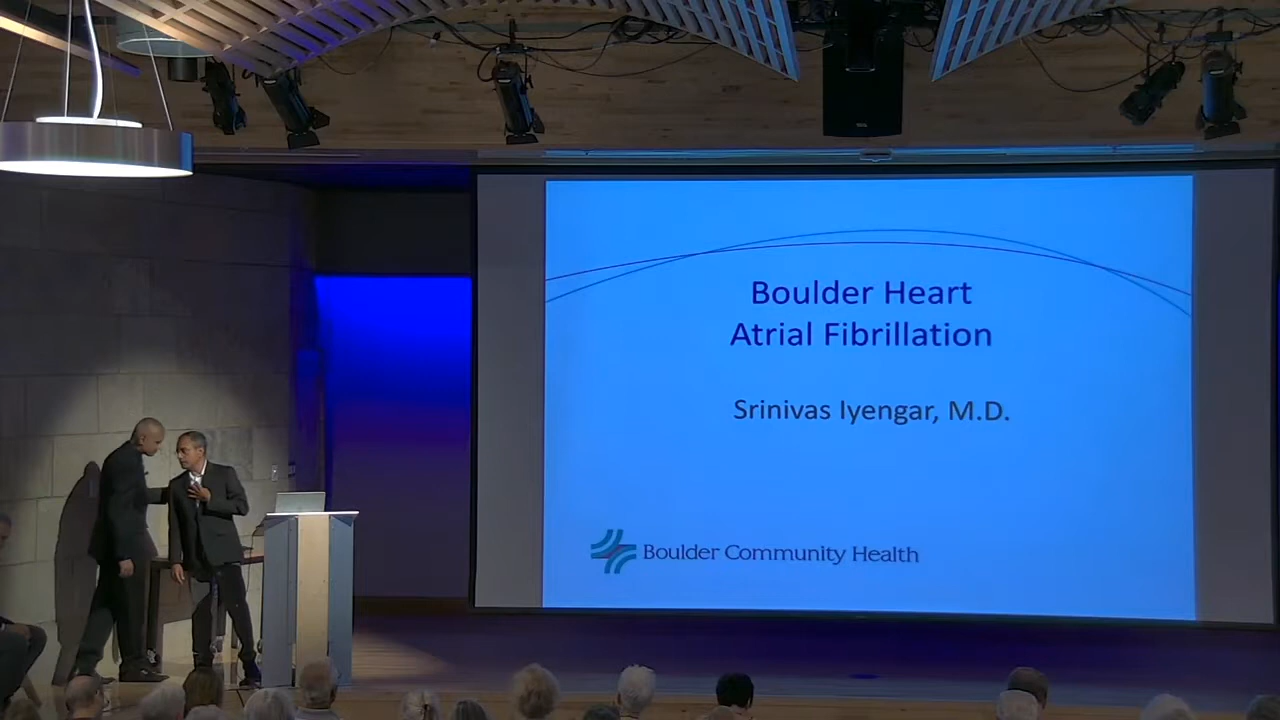 Boulder Heart
Atrial Fibrillation
Srinivas Iyengar, M.D.
Boulder Community Health